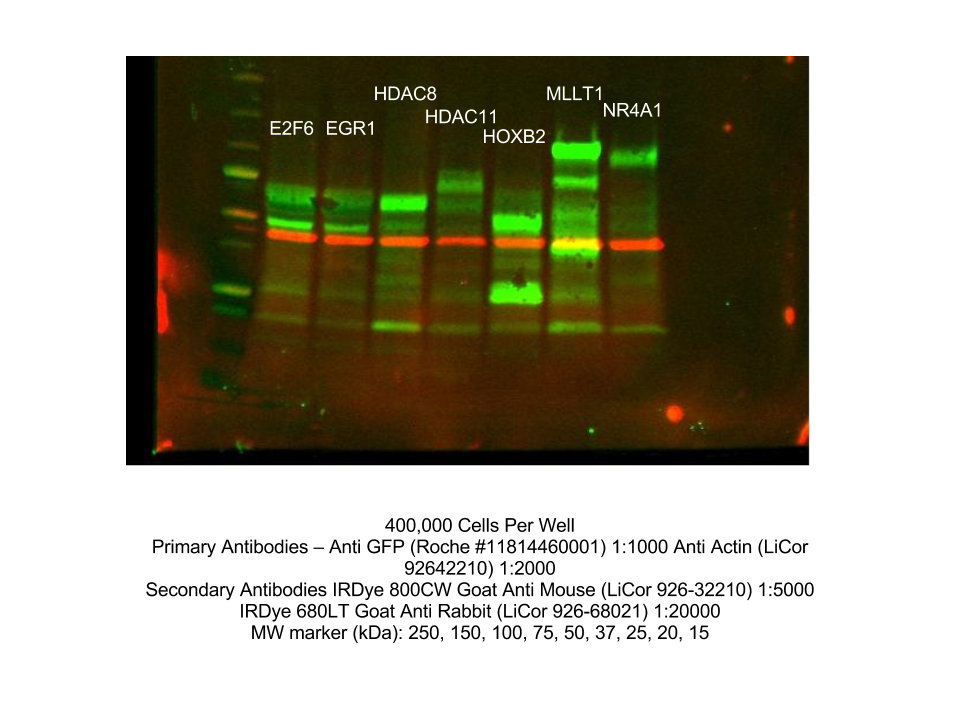 HDAC8
MLLT1
NR4A1
HDAC11
E2F6 EGR1
HOXB2
400,000 Cells Per Well
Primary Antibodies – Anti GFP (Roche #11814460001) 1:1000 Anti Actin (LiCor
92642210) 1:2000
Secondary Antibodies IRDye 800CW Goat Anti Mouse (LiCor 926-32210) 1:5000
IRDye 680LT Goat Anti Rabbit (LiCor 926-68021) 1:20000
MW marker (kDa): 250, 150, 100, 75, 50, 37, 25, 20, 15